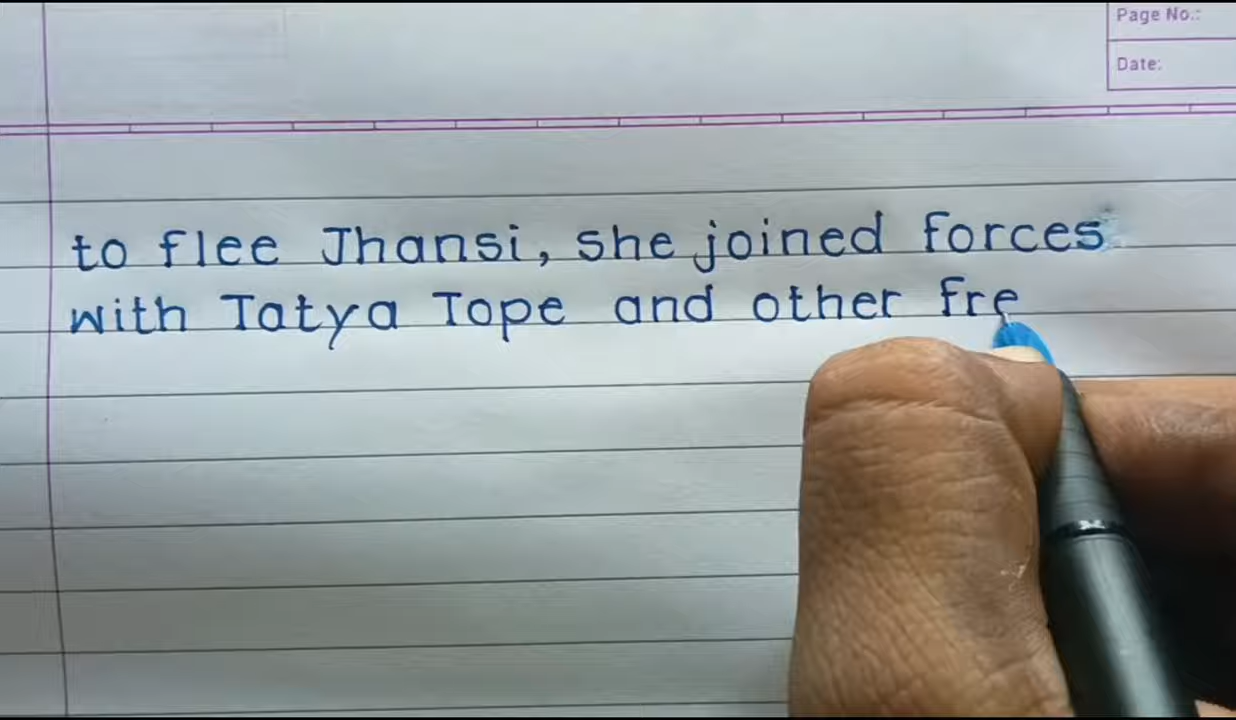 Page No.:
Date:
to flee Jhansi, she joined forces
with Tatya Tope and other fre